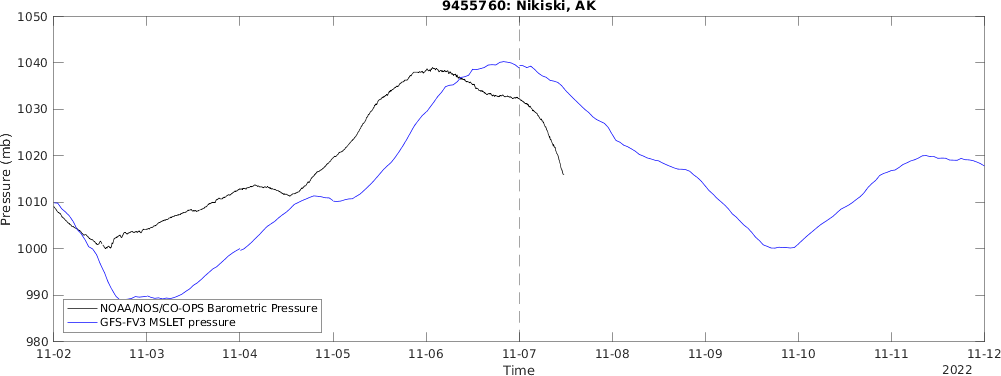 9455760: Nikiski, AK
1050
1040
1030
1020
1010
1000
990
980
Pressure (mb)
NOAA/NOS/CO-OPS Barometric Pressure
GFS-FV3 MSLET pressure
11-02 11-03 11-04 11-05 11-06 11-07 11-08 11-09 11-10 11-11 11-12
Time
2022